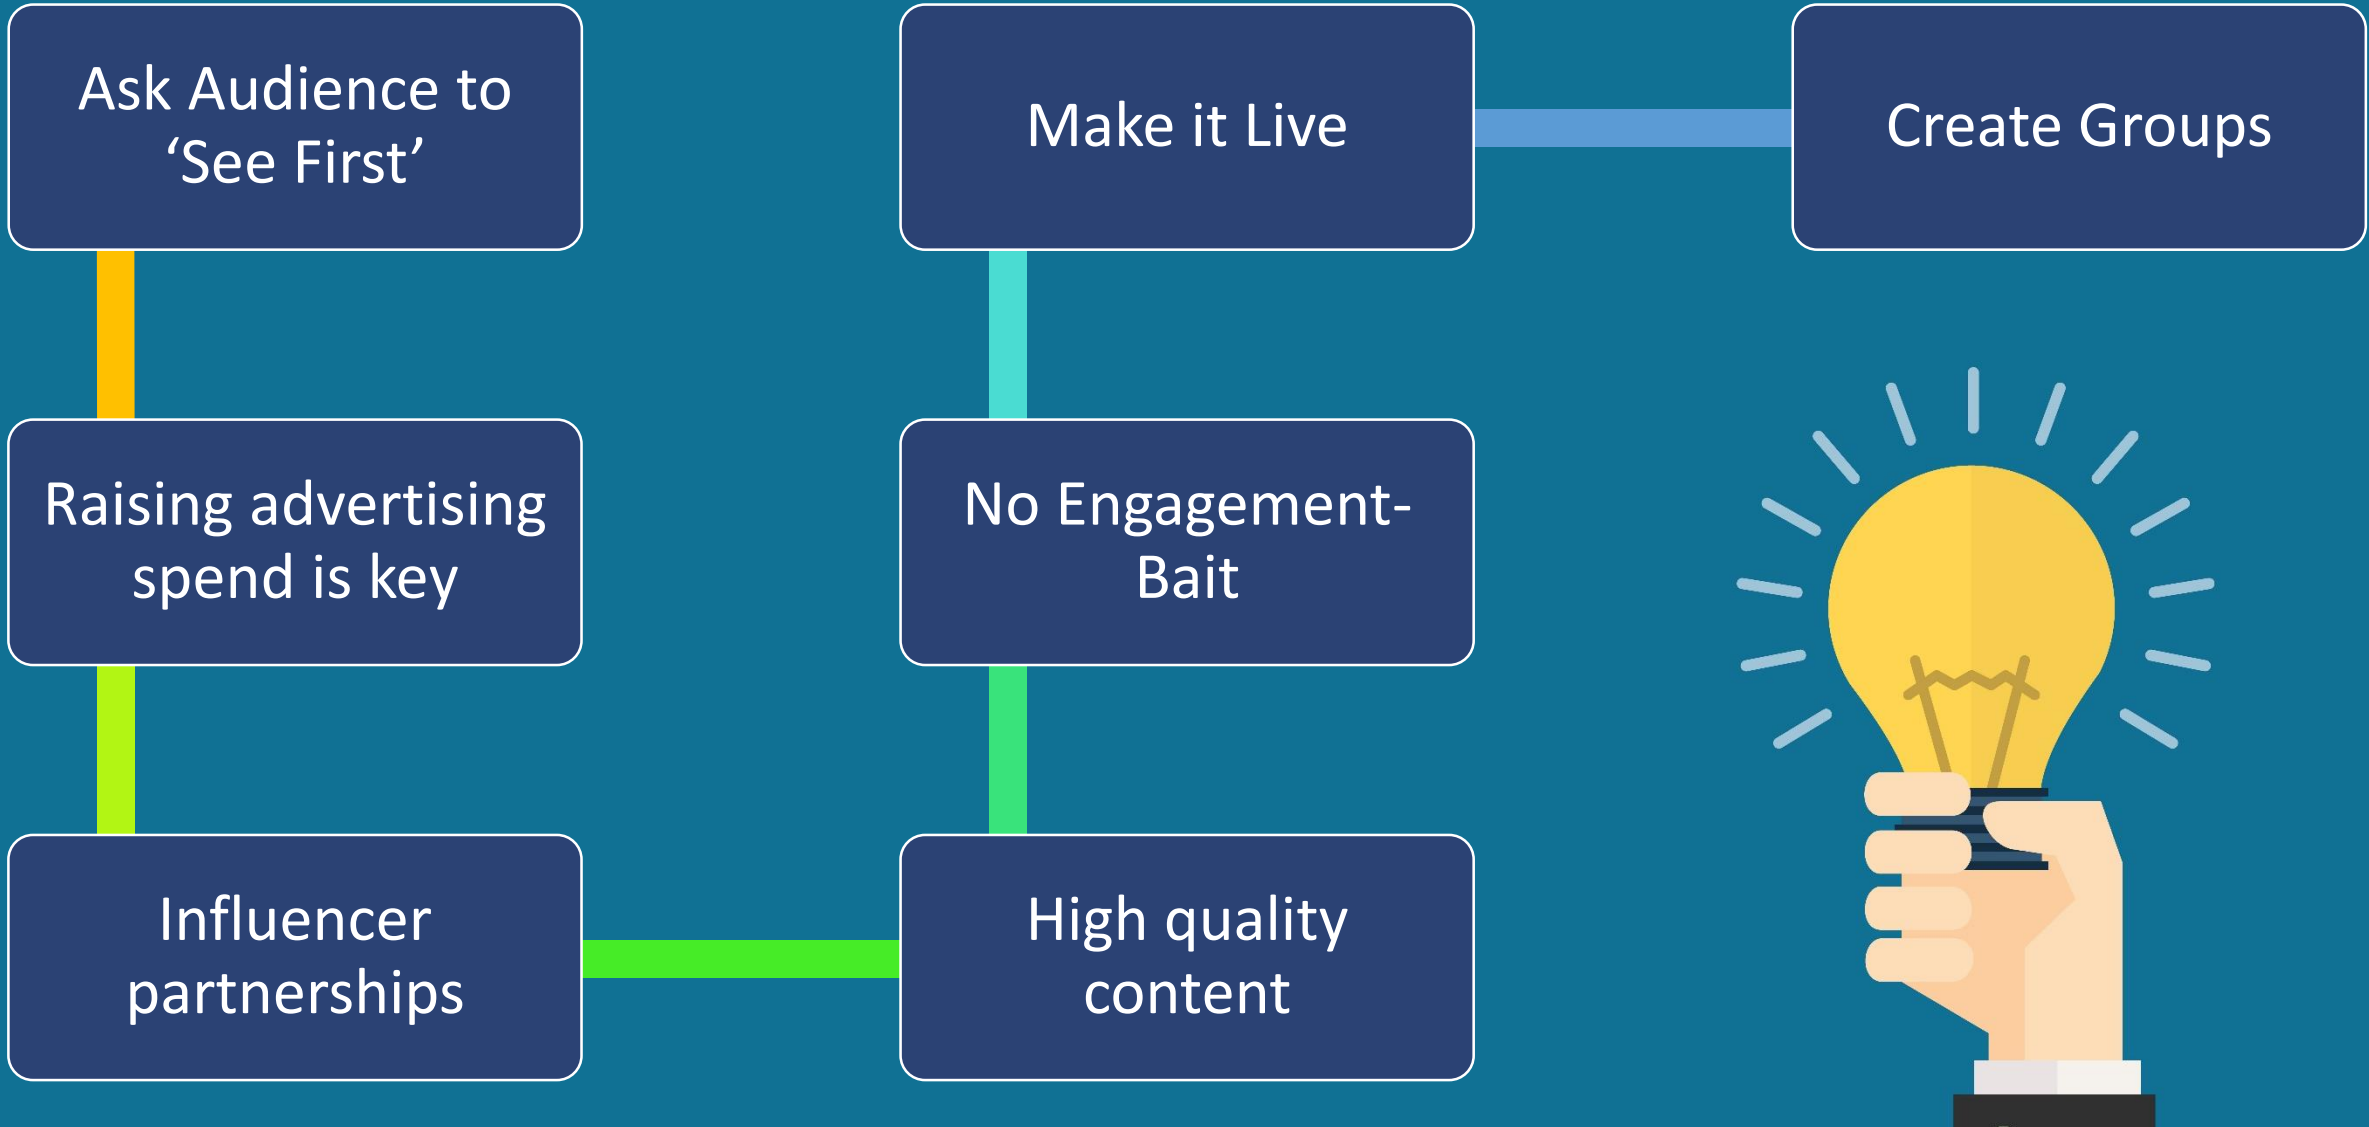 Ask Audience to
‘See First’
Raising advertising
spend is key
Influencer
partnerships
High quality
content
No Engagement-
Bait
Make it Live
Create Groups